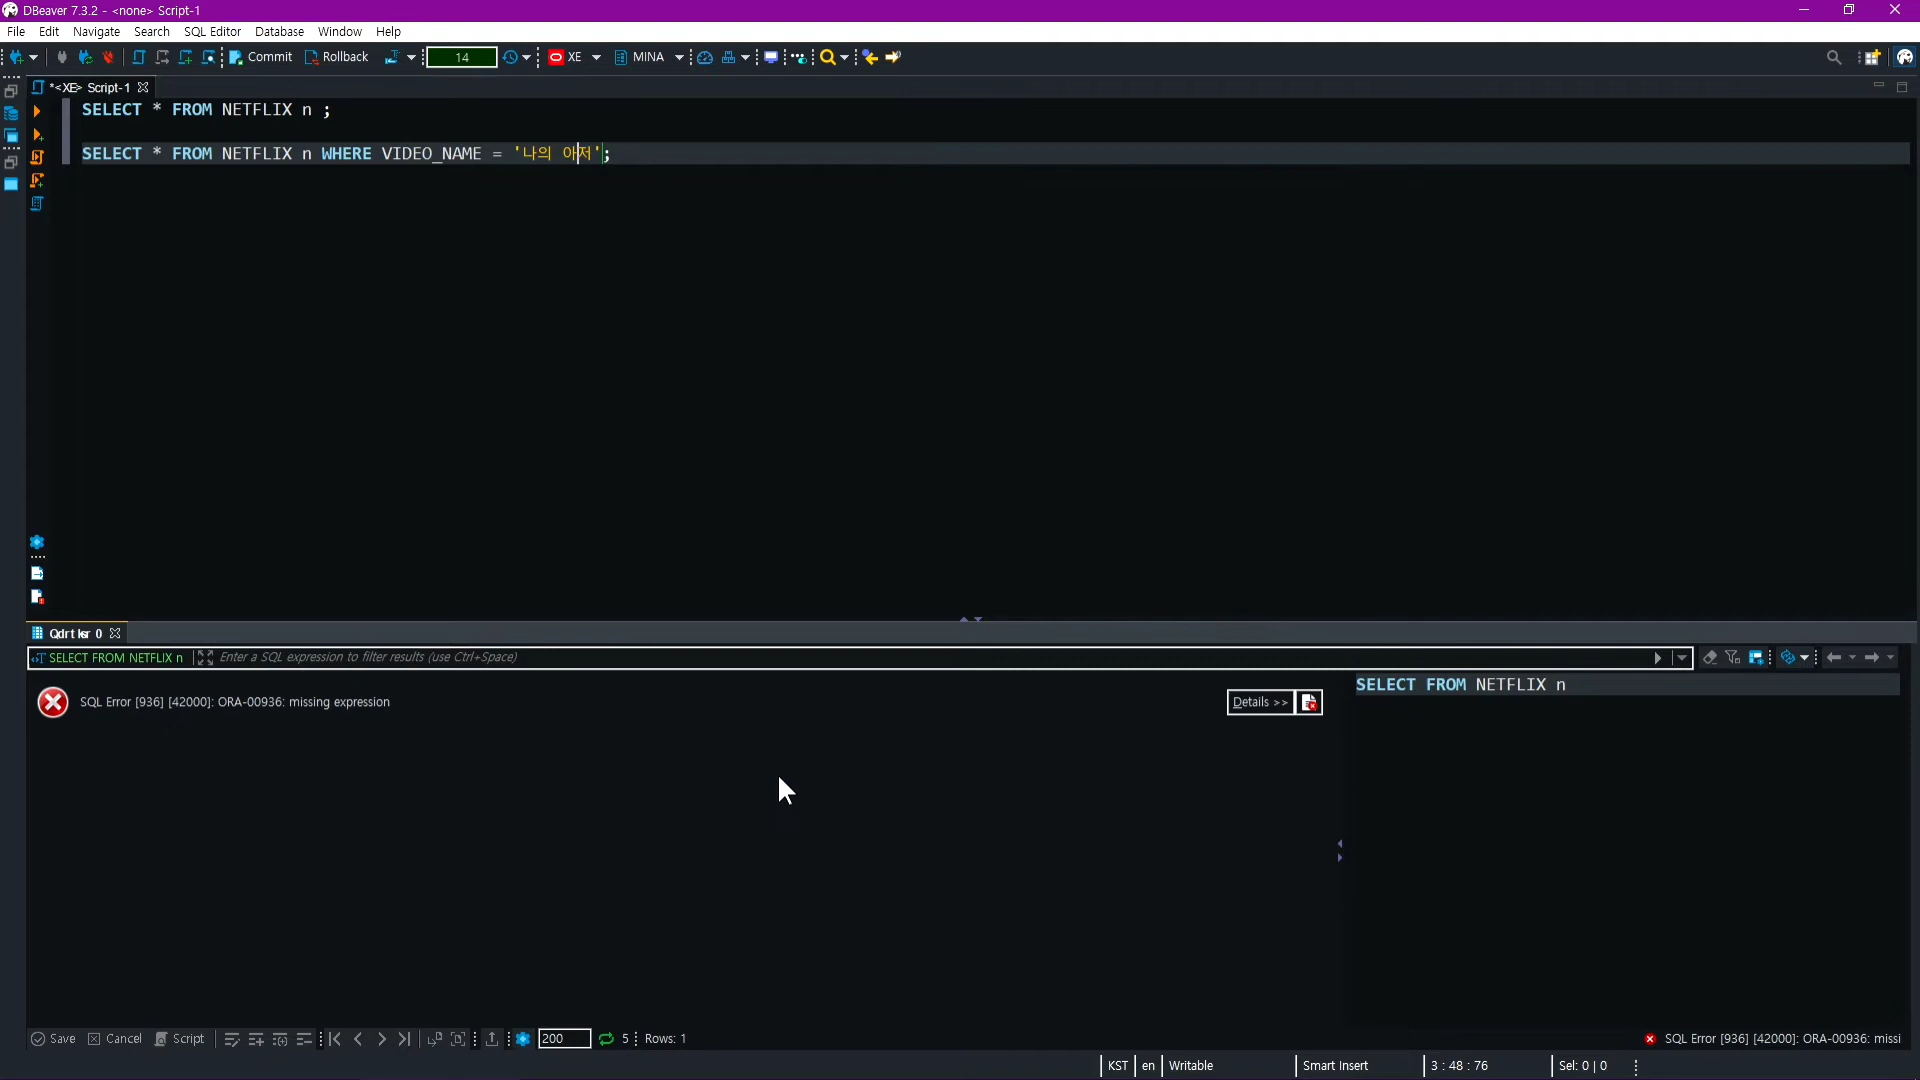 DBeaver 7.3.2 - <none> Script-1
File Edit Navigate Search SQL Editor Database Window Help
Commit Rollback 14 XE MINA
*<XE> Script-1
SELECT * FROM NETFLIX n ;
SELECT * FROM NETFLIX n WHERE VIDEO_NAME = '나의 아저';
0
SELECT FROM NETFLIX n Enter a SQL expression to filter results (use Ctrl+Space)
SQL Error [936] [42000]: ORA-00936: missing expression
Details >>
SELECT FROM NETFLIX n
Save Cancel Script 200 5 Rows: 1
SQL Error [936] [42000]: ORA-00936: missi
KST en Writable Smart Insert 3 : 48 : 76 Sel: 0 | 0